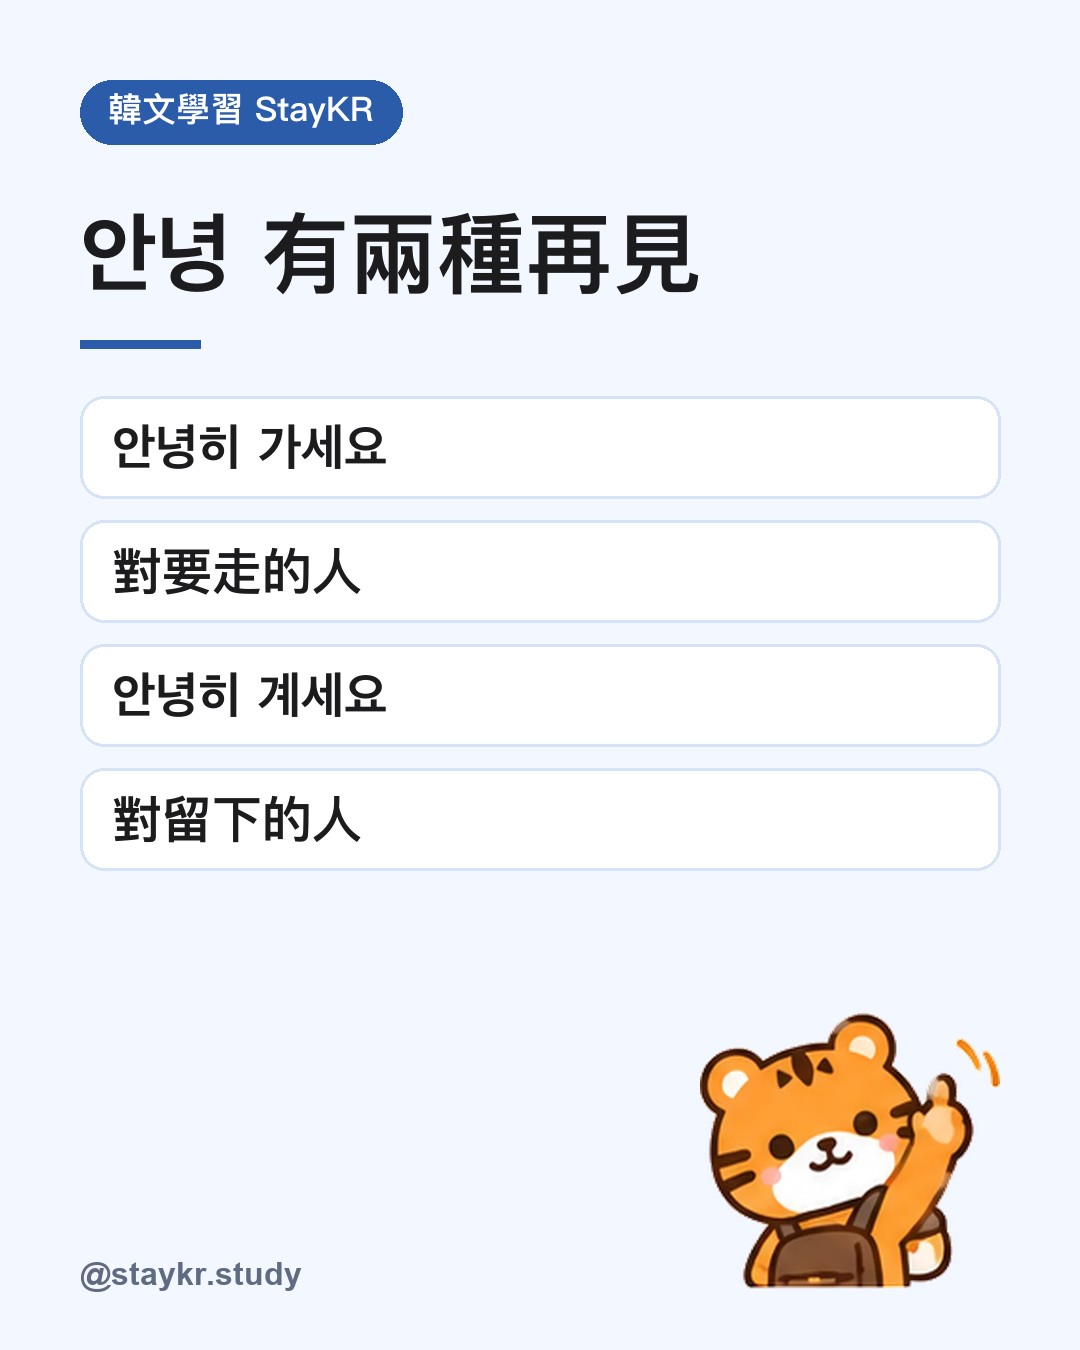 韓文學習 StayKR
안녕 有兩種再見
안녕히 가세요
對要走的人
안녕히 계세요
對留下的人
@staykr.study